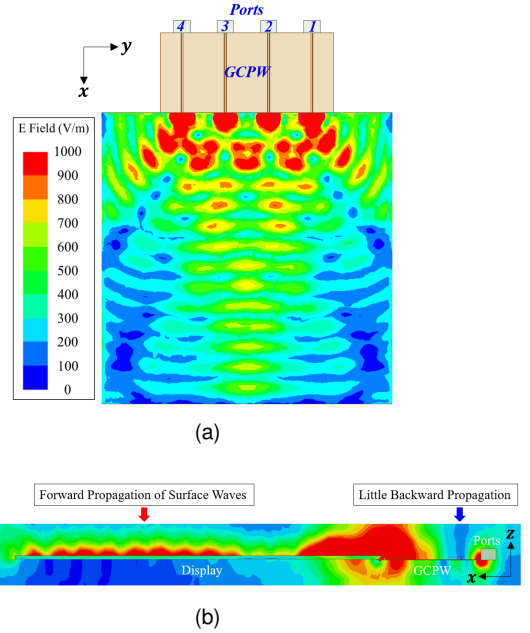 Ports
4 3 2 1
y
x
GCPW
E Field (V/m)
1000
900
800
700
600
500
400
300
200
100
0
(a)
Forward Propagation of Surface Waves
Little Backward Propagation
Ports
z
x
Display
GCPW
(b)